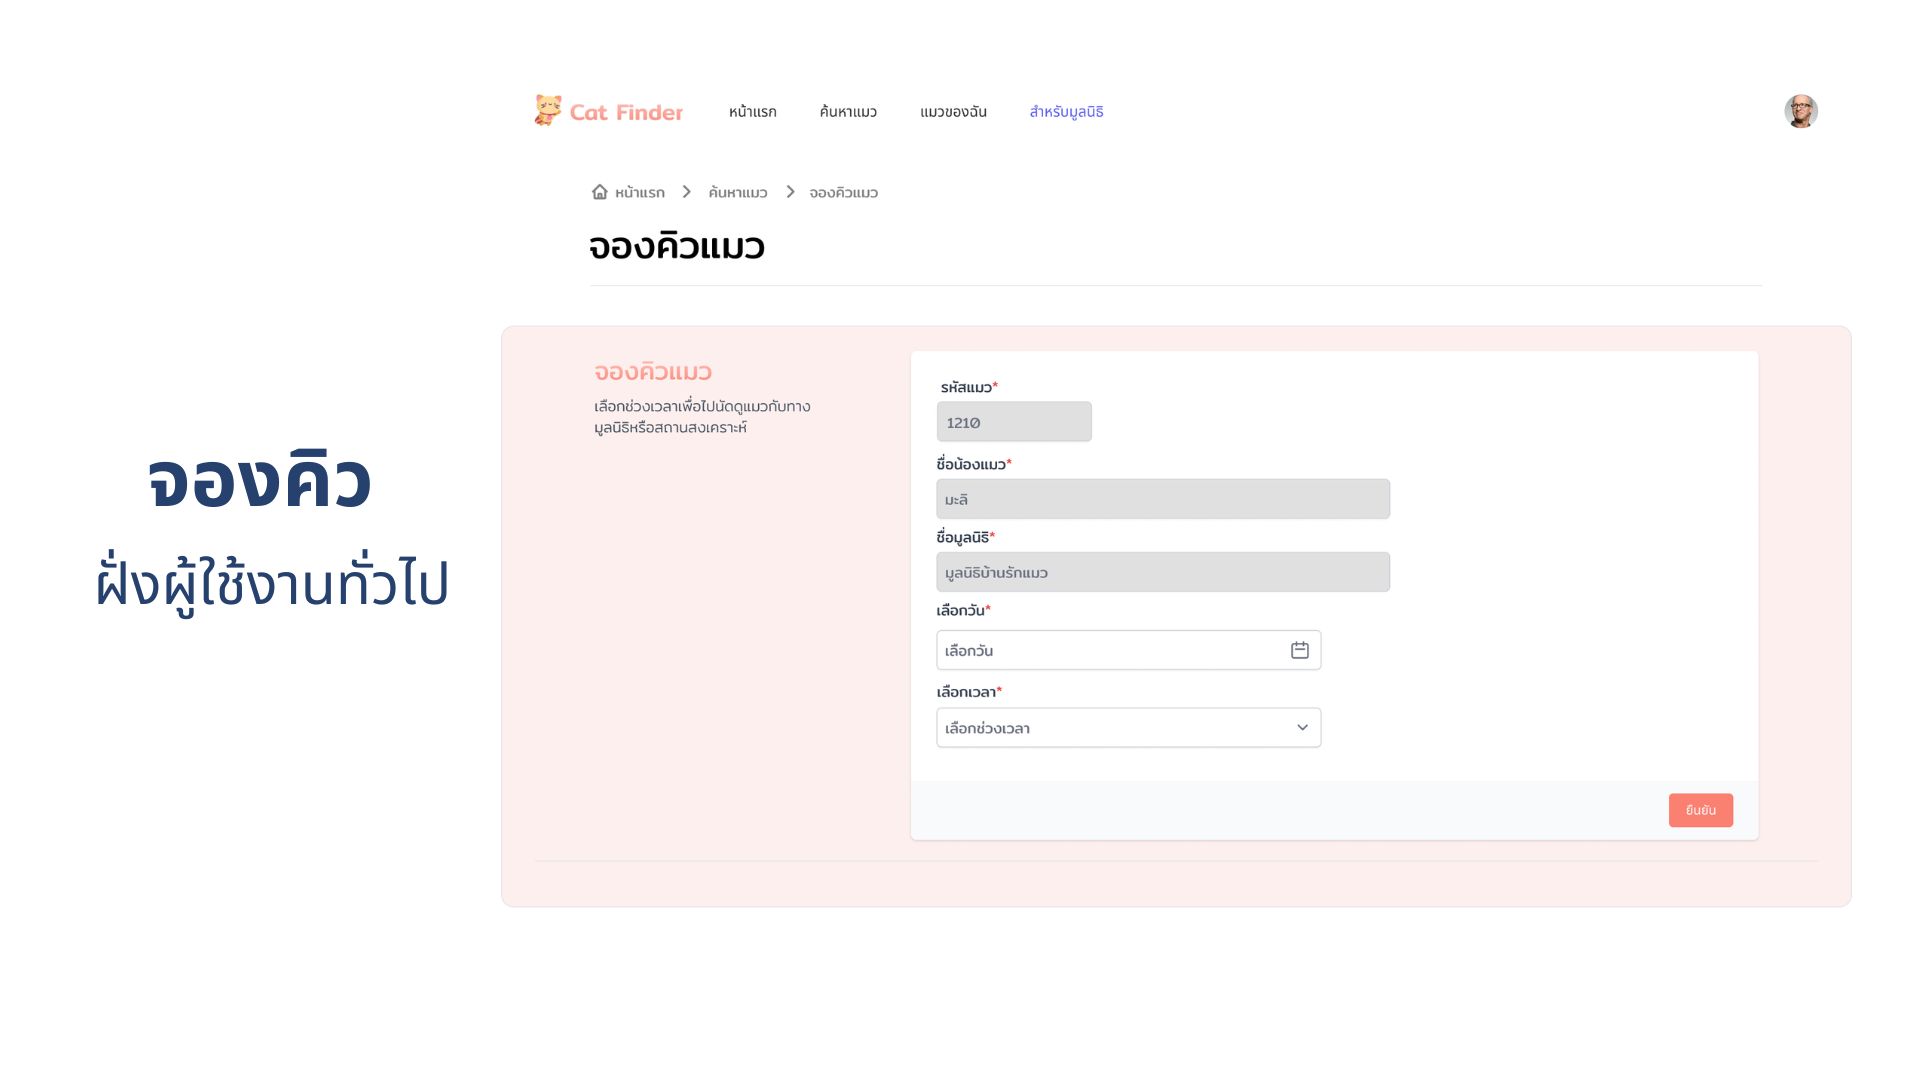 จองคิว
ฝั่งผู้ใช้งานทั่วไป
Cat Finder
หน้าแรก
ค้นหาแมว
แมวของฉัน
สำหรับมูลนิธิ
หน้าแรก > ค้นหาแมว > จองคิวแมว
จองคิวแมว
จองคิวแมว
เลือกช่วงเวลาเพื่อไปนัดดูแมวกับทาง
มูลนิธิหรือสถานสงเคราะห์
รหัสแมว*
1210
ชื่อน้องแมว*
มะลิ
ชื่อมูลนิธิ*
มูลนิธิบ้านรักแมว
เลือกวัน*
เลือกวัน
เลือกเวลา*
เลือกช่วงเวลา
ยืนยัน